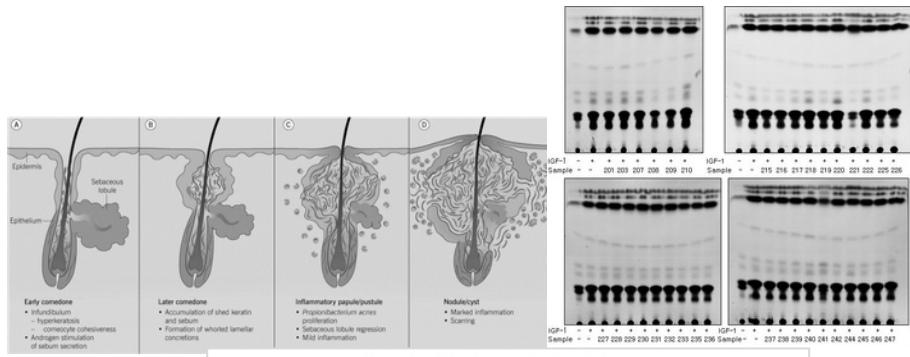 A
B
C
D
Epidermis
Sebaceous
lobule
Epithelium
Early comedone
• Infundibulum
– hyperkeratosis
– corneocyte cohesiveness
• Androgen stimulation
of sebum secretion
Later comedone
• Accumulation of shed keratin
and sebum
• Formation of whorled lamellar
concretions
Inflammatory papule/pustule
• Propionibacterium acnes
proliferation
• Sebaceous lobule regression
• Mild inflammation
Nodule/cyst
• Marked inflammation
• Scarring
IGF-1 - + + + + + + +
Sample - - 201 203 207 208 209 210
IGF-1 - + + + + + + + + + + +
Sample - - 215 216 217 218 219 220 221 222 225 226
IGF-1 - + + + + + + + + + + +
Sample - - 227 228 229 230 231 232 233 234 235 236
IGF-1 - + + + + + + + + + + +
Sample - - 237 238 239 240 241 242 244 245 246 247